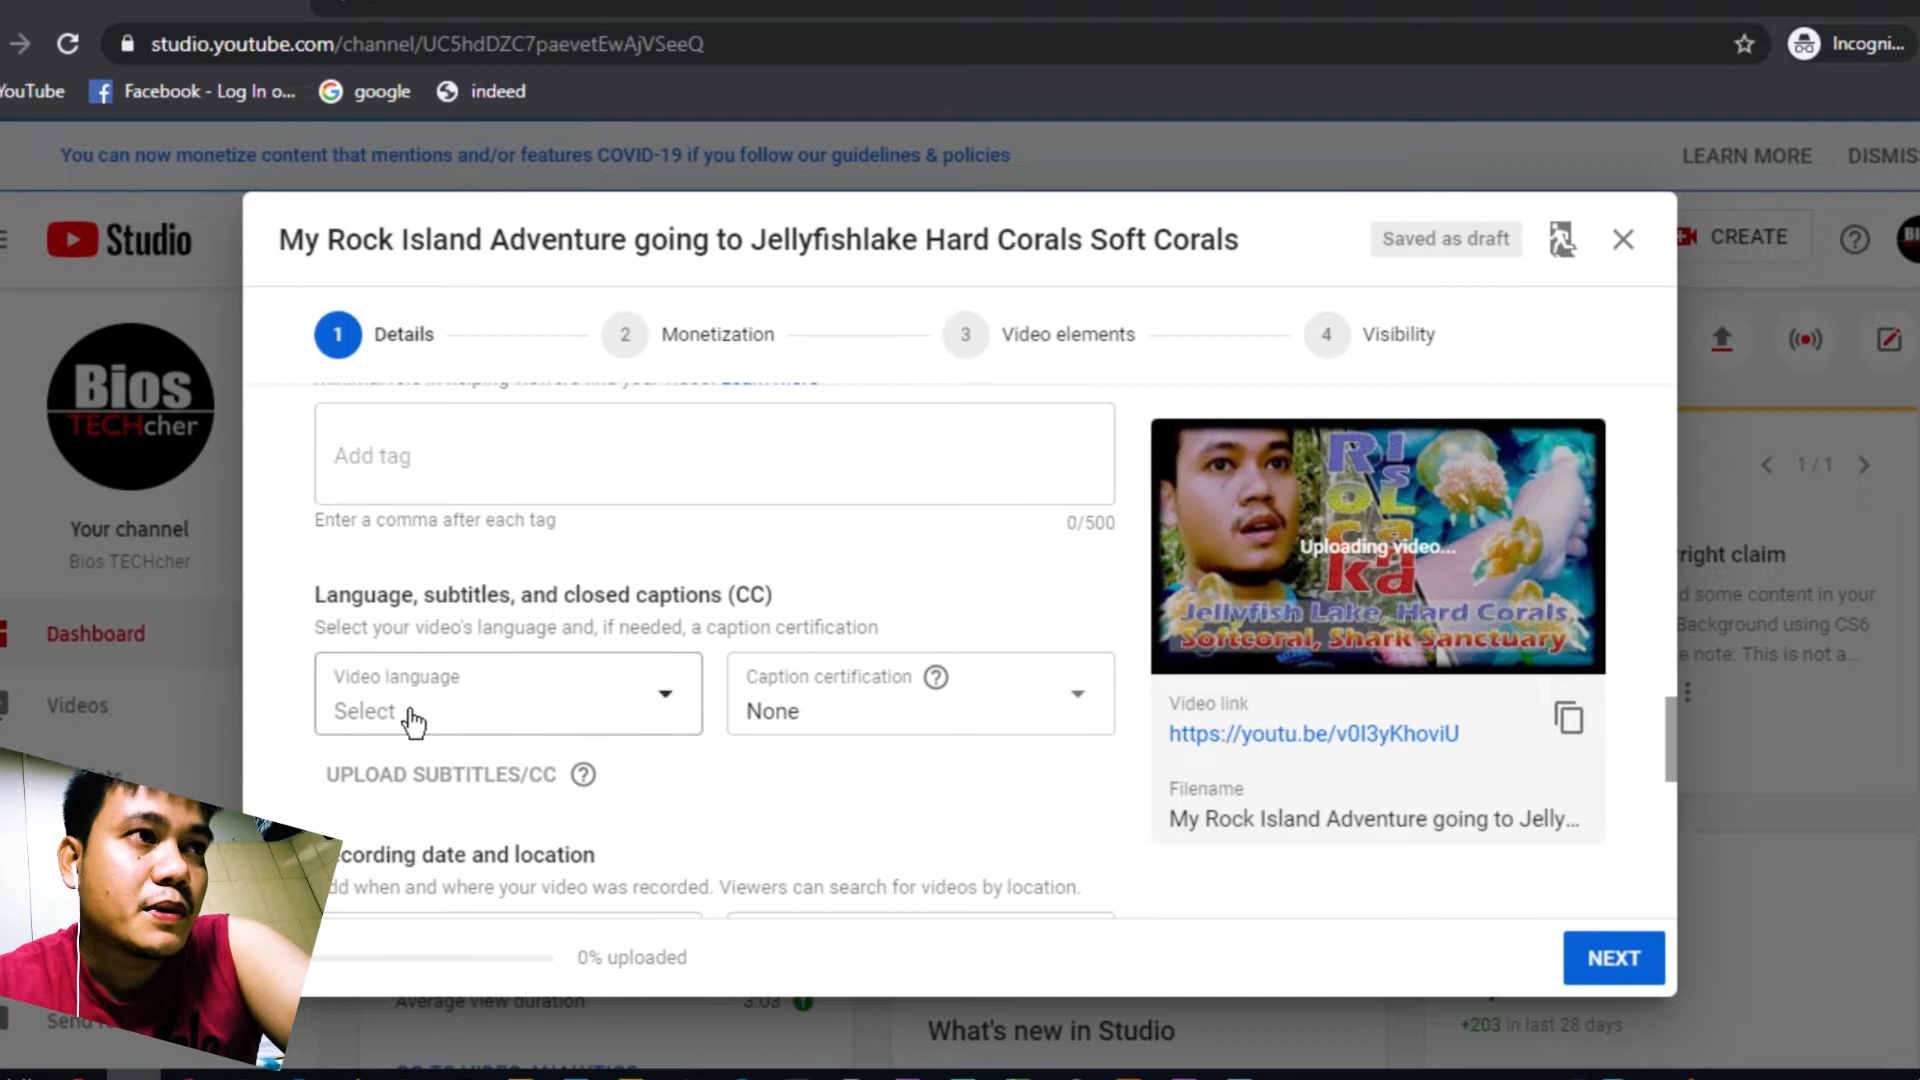 studio.youtube.com/channel/UC5hdDZC7paevetEwAjVSeeQ
Incogni...
YouTube
Facebook - Log In o...
google
indeed
You can now monetize content that mentions and/or features COVID-19 if you follow our guidelines & policies
LEARN MORE
DISMIS
Studio
My Rock Island Adventure going to Jellyfishlake Hard Corals Soft Corals
Saved as draft
CREATE
1 Details
2 Monetization
3 Video elements
4 Visibility
Bios
TECHcher
Add tag
Enter a comma after each tag
0/500
1 / 1
Your channel
Bios TECHcher
Uploading video...
Jellyfish Lake, Hard Corals,
Softcoral, Shark Sanctuary
right claim
d some content in your
Background using CS6
e note: This is not a...
Language, subtitles, and closed captions (CC)
Select your video's language and, if needed, a caption certification
Dashboard
Video language
Select
Caption certification
None
Videos
Video link
https://youtu.be/v0I3yKhoviU
UPLOAD SUBTITLES/CC
Filename
My Rock Island Adventure going to Jelly...
cording date and location
dd when and where your video was recorded. Viewers can search for videos by location.
0% uploaded
NEXT
Average view duration
3:03
What's new in Studio
+203 in last 28 days